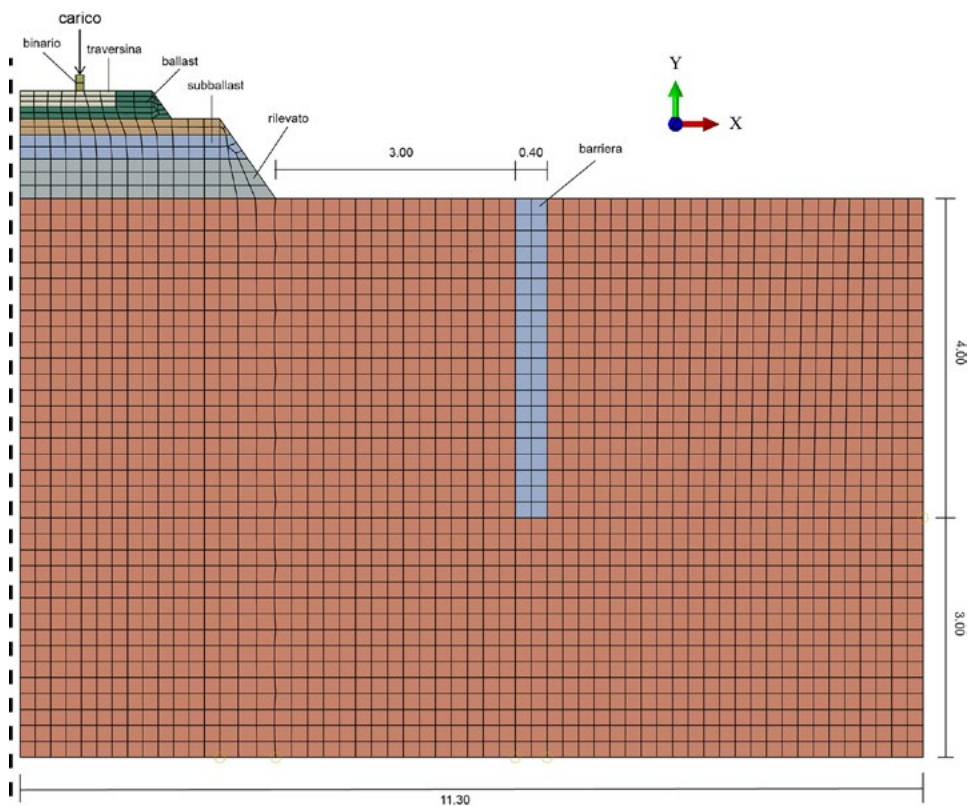 carico
binario
traversina
ballast
subballast
rilevato
Y
X
3.00
0.40
barriera
4.00
3.00
11.30